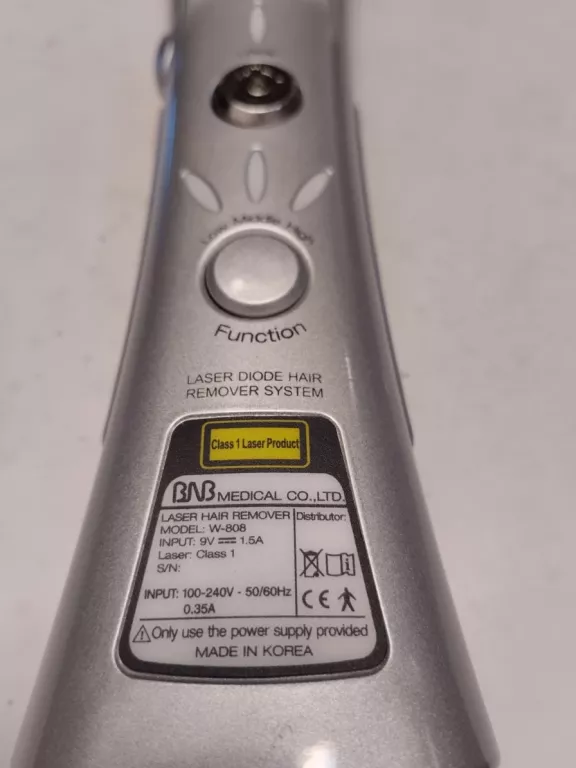 Low Middle High
Function
LASER DIODE HAIR
REMOVER SYSTEM
Class 1 Laser Product
BNB MEDICAL CO.,LTD.
LASER HAIR REMOVER
MODEL: W-808
INPUT: 9V ⎓ 1.5A
Laser: Class 1
S/N:
INPUT: 100-240V - 50/60Hz
0.35A
Distributor:
CE
Only use the power supply provided
MADE IN KOREA